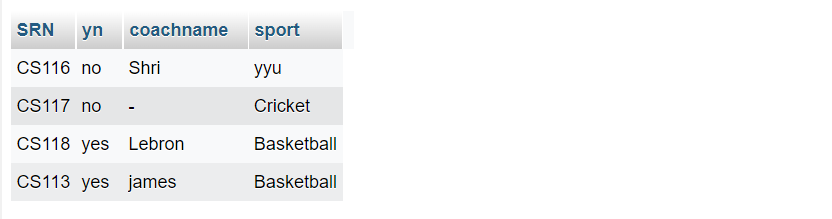 SRN yn coachname sport
CS116 no Shri yyu
CS117 no - Cricket
CS118 yes Lebron Basketball
CS113 yes james Basketball